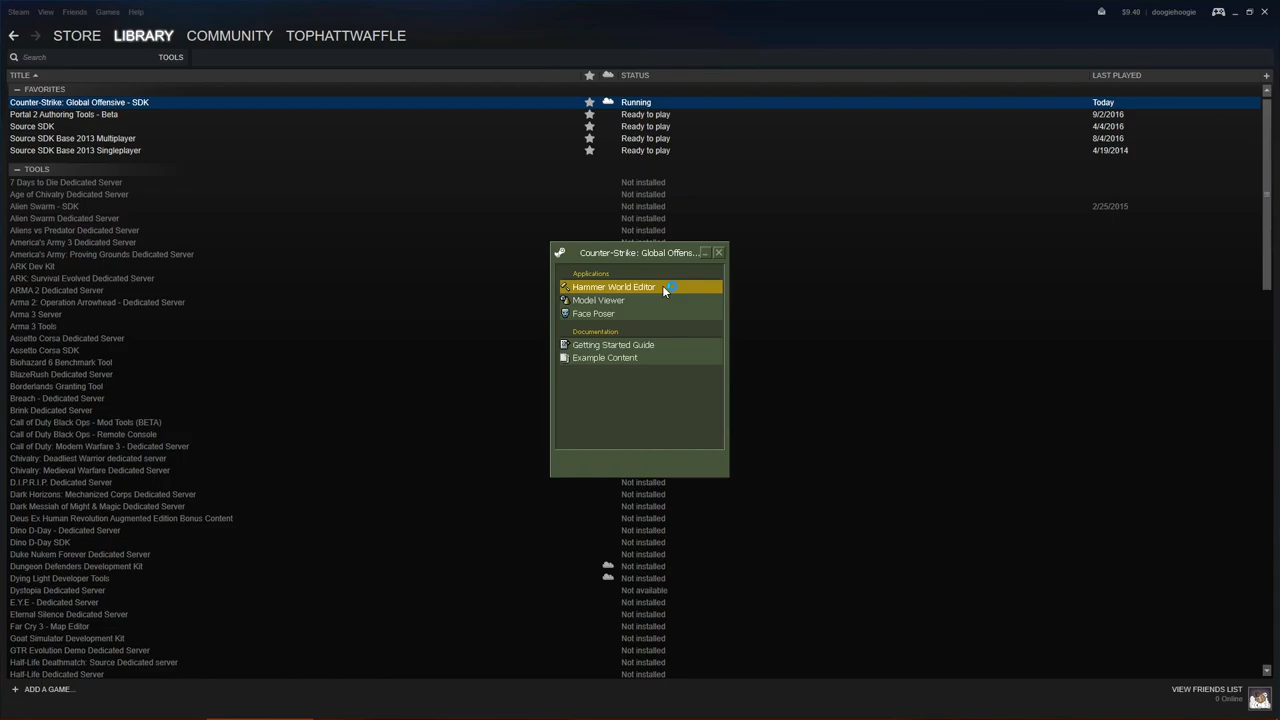 Steam View Friends Games Help $9.40 doogiehoogie
STORE LIBRARY COMMUNITY TOPHATTWAFFLE
Search TOOLS
TITLE STATUS LAST PLAYED
FAVORITES
Counter-Strike: Global Offensive - SDK Running Today
Portal 2 Authoring Tools - Beta Ready to play 9/2/2016
Source SDK Ready to play 4/4/2016
Source SDK Base 2013 Multiplayer Ready to play 8/4/2016
Source SDK Base 2013 Singleplayer Ready to play 4/19/2014
TOOLS
7 Days to Die Dedicated Server Not installed
Age of Chivalry Dedicated Server Not installed
Alien Swarm - SDK Not installed 2/25/2015
Alien Swarm Dedicated Server Not installed
Aliens vs Predator Dedicated Server Not installed
America's Army 3 Dedicated Server Not installed
America's Army: Proving Grounds Dedicated Server
ARK Dev Kit
ARK: Survival Evolved Dedicated Server
ARMA 2 Dedicated Server
Arma 2: Operation Arrowhead - Dedicated Server
Arma 3 Server
Arma 3 Tools
Assetto Corsa Dedicated Server
Assetto Corsa SDK
Biohazard 6 Benchmark Tool
BlazeRush Dedicated Server
Borderlands Granting Tool
Breach - Dedicated Server
Brink Dedicated Server
Call of Duty Black Ops - Mod Tools (BETA)
Call of Duty Black Ops - Remote Console
Call of Duty: Modern Warfare 3 - Dedicated Server
Chivalry: Deadliest Warrior dedicated server
Chivalry: Medieval Warfare Dedicated Server
D.I.P.R.I.P. Dedicated Server Not installed
Dark Horizons: Mechanized Corps Dedicated Server Not installed
Dark Messiah of Might & Magic Dedicated Server Not installed
Deus Ex Human Revolution Augmented Edition Bonus Content Not installed
Dino D-Day - Dedicated Server Not installed
Dino D-Day SDK Not installed
Duke Nukem Forever Dedicated Server Not installed
Dungeon Defenders Development Kit Not installed
Dying Light Developer Tools Not installed
Dystopia Dedicated Server Not available
E.Y.E - Dedicated Server Not installed
Eternal Silence Dedicated Server Not installed
Far Cry 3 - Map Editor Not installed
Goat Simulator Development Kit Not installed
GTR Evolution Demo Dedicated Server Not installed
Half-Life Deathmatch: Source Dedicated server Not installed
Half-Life Dedicated Server Not installed
Counter-Strike: Global Offens...
Applications
Hammer World Editor
Model Viewer
Face Poser
Documentation
Getting Started Guide
Example Content
+ ADD A GAME... VIEW FRIENDS LIST
0 Online